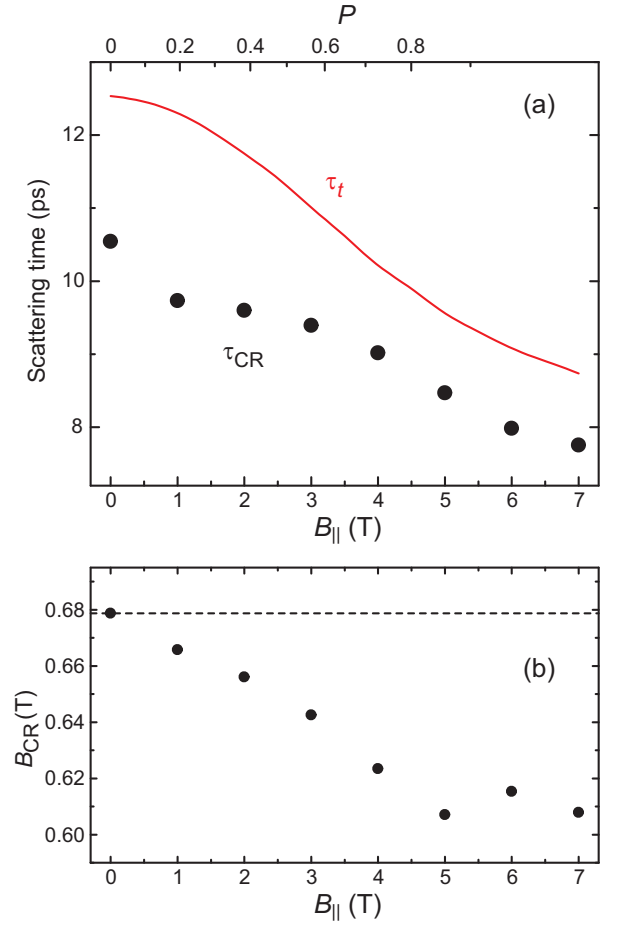 P
0 0.2 0.4 0.6 0.8
(a)
12
10
8
Scattering time (ps)
τt
τCR
0 1 2 3 4 5 6 7
B|| (T)
(b)
0.68
0.66
0.64
0.62
0.60
BCR (T)
0 1 2 3 4 5 6 7
B|| (T)